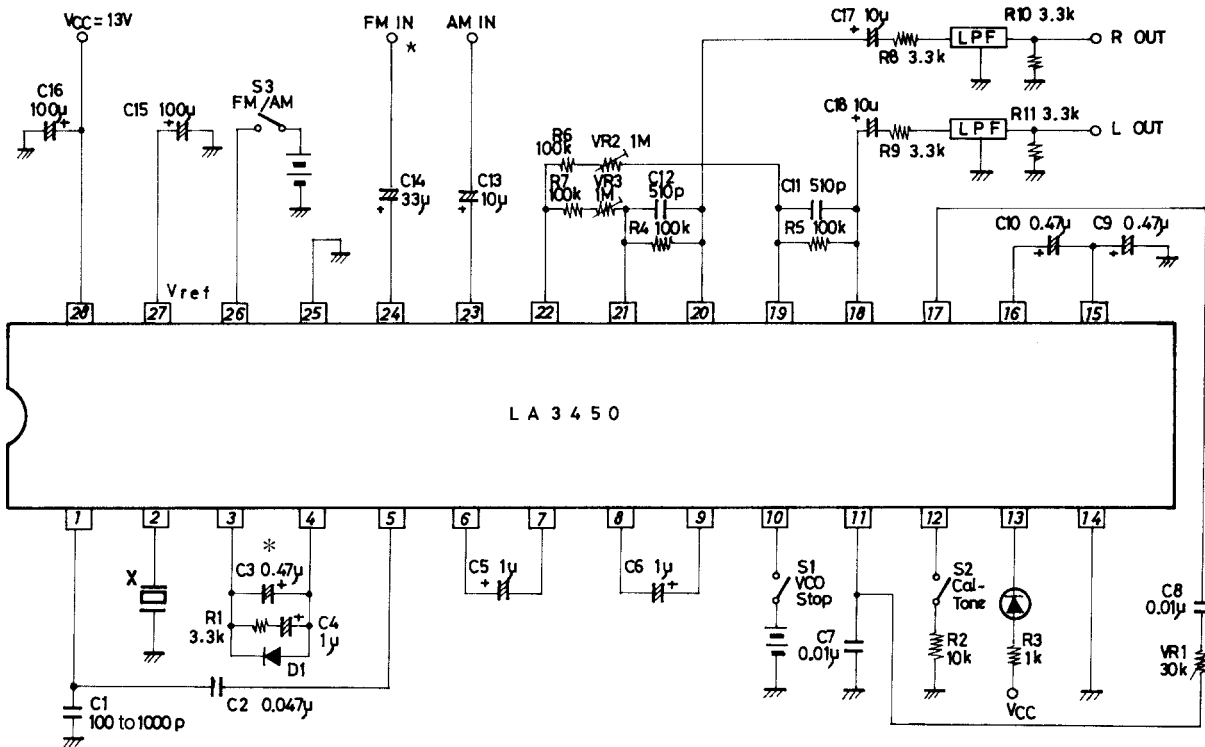 VCC = 13V
FM IN
*
AM IN
C17 10μ
R8 3.3k
LPF
R10 3.3k
R OUT
C16
100μ
+
C15 100μ
+
S3
FM/AM
C18 10μ
R9 3.3k
LPF
R11 3.3k
L OUT
+
+
R6
100k
VR2 1M
R7
100k
VR3
1M
C12
510p
R4 100k
C11 510p
R5 100k
C14
33μ
+
C13
10μ
+
C10 0.47μ
+
C9 0.47μ
+
Vref
28 27 26 25 24 23 22 21 20 19 18 17 16 15
LA3450
1 2 3 4 5 6 7 8 9 10 11 12 13 14
X
*
C3 0.47μ
+
R1
3.3k
+
C4
1μ
D1
C5 1μ
+
C6 1μ
+
S1
VCO
Stop
C7
0.01μ
S2
Cal-
Tone
R2
10k
R3
1k
VCC
C8
0.01μ
VR1
30k
C1
100 to 1000p
C2 0.047μ